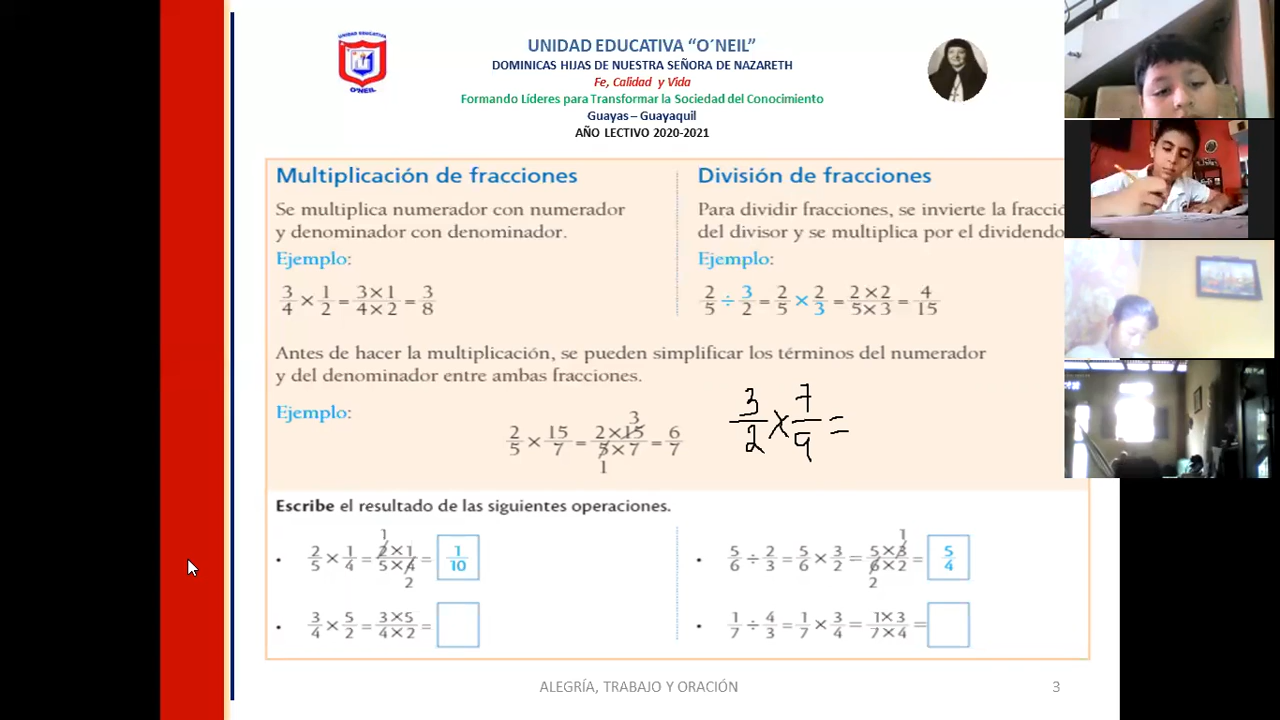 UNIDAD EDUCATIVA
O'NEIL
UNIDAD EDUCATIVA “O´NEIL”
DOMINICAS HIJAS DE NUESTRA SEÑORA DE NAZARETH
Fe, Calidad y Vida
Formando Líderes para Transformar la Sociedad del Conocimiento
Guayas – Guayaquil
AÑO LECTIVO 2020-2021
Multiplicación de fracciones
Se multiplica numerador con numerador
y denominador con denominador.
Ejemplo:
3/4 × 1/2 = 3×1/4×2 = 3/8
División de fracciones
Para dividir fracciones, se invierte la fracció
del divisor y se multiplica por el dividendo
Ejemplo:
2/5 ÷ 3/2 = 2/5 × 2/3 = 2×2/5×3 = 4/15
Antes de hacer la multiplicación, se pueden simplificar los términos del numerador
y del denominador entre ambas fracciones.
Ejemplo:
3
2/5 × 15/7 = 2×15/5×7 = 6/7
1
3/2 × 7/9 =
Escribe el resultado de las siguientes operaciones.
1
• 2/5 × 1/4 = 2×1/5×4 = 1/10
2
• 3/4 × 5/2 = 3×5/4×2 =
1
• 5/6 ÷ 2/3 = 5/6 × 3/2 = 5×3/6×2 = 5/4
2
• 1/7 ÷ 4/3 = 1/7 × 3/4 = 1×3/7×4 =
ALEGRÍA, TRABAJO Y ORACIÓN
3